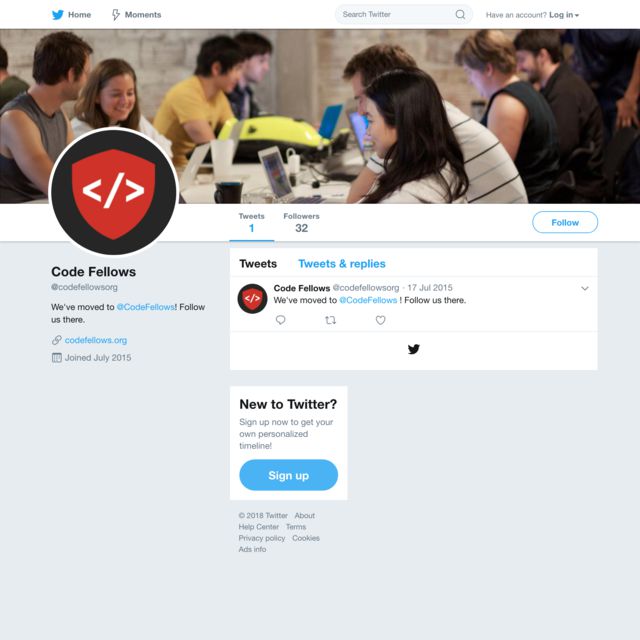 Home
Moments
Search Twitter
Have an account? Log in
</>
Tweets
1
Followers
32
Follow
Code Fellows
@codefellowsorg
We've moved to @CodeFellows! Follow
us there.
codefellows.org
Joined July 2015
Tweets
Tweets & replies
</>
Code Fellows @codefellowsorg · 17 Jul 2015
We've moved to @CodeFellows ! Follow us there.
New to Twitter?
Sign up now to get your
own personalized
timeline!
Sign up
© 2018 Twitter About
Help Center Terms
Privacy policy Cookies
Ads info